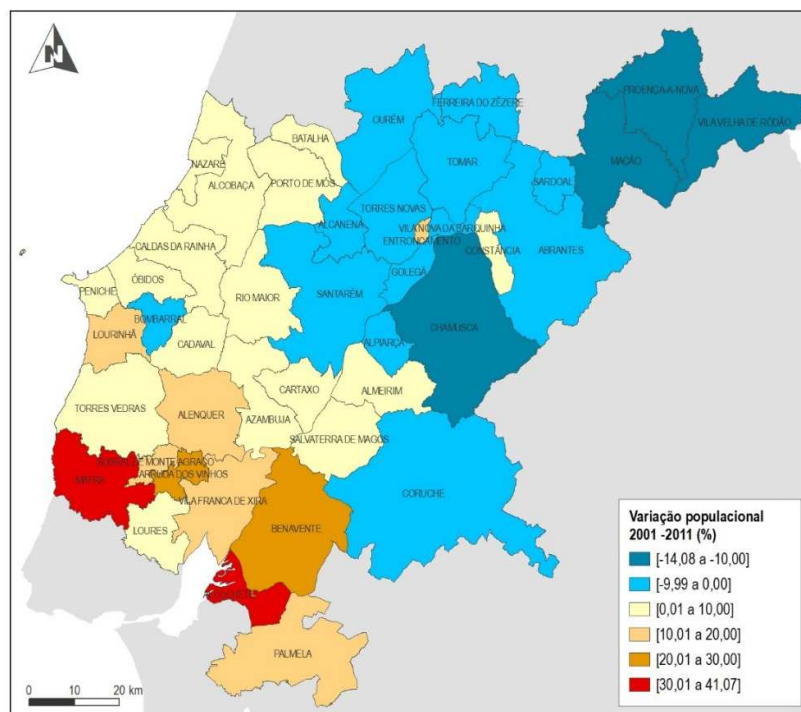 N
PROENÇA-A-NOVA
FERREIRA DO ZÊZERE
VILA VELHA DE RÓDÃO
OURÉM
BATALHA
TOMAR
MAÇÃO
NAZARÉ
SARDOAL
ALCOBAÇA
PORTO DE MÓS
TORRES NOVAS
ALCANENA
VILA NOVA DA BARQUINHA
ENTRONCAMENTO
CALDAS DA RAINHA
CONSTÂNCIA
ABRANTES
GOLEGÃ
ÓBIDOS
PENICHE
RIO MAIOR
SANTARÉM
BOMBARRAL
CHAMUSCA
LOURINHÃ
CADAVAL
ALPIARÇA
CARTAXO
ALMEIRIM
TORRES VEDRAS
ALENQUER
AZAMBUJA
SALVATERRA DE MAGOS
SOBRAL DE MONTE AGRAÇO
MAFRA
ARRUDA DOS VINHOS
CORUCHE
VILA FRANCA DE XIRA
LOURES
BENAVENTE
ALCOCHETE
PALMELA
Variação populacional
2001 -2011 (%)
[-14,08 a -10,00]
[-9,99 a 0,00]
[0,01 a 10,00]
[10,01 a 20,00]
[20,01 a 30,00]
[30,01 a 41,07]
0 10 20 km